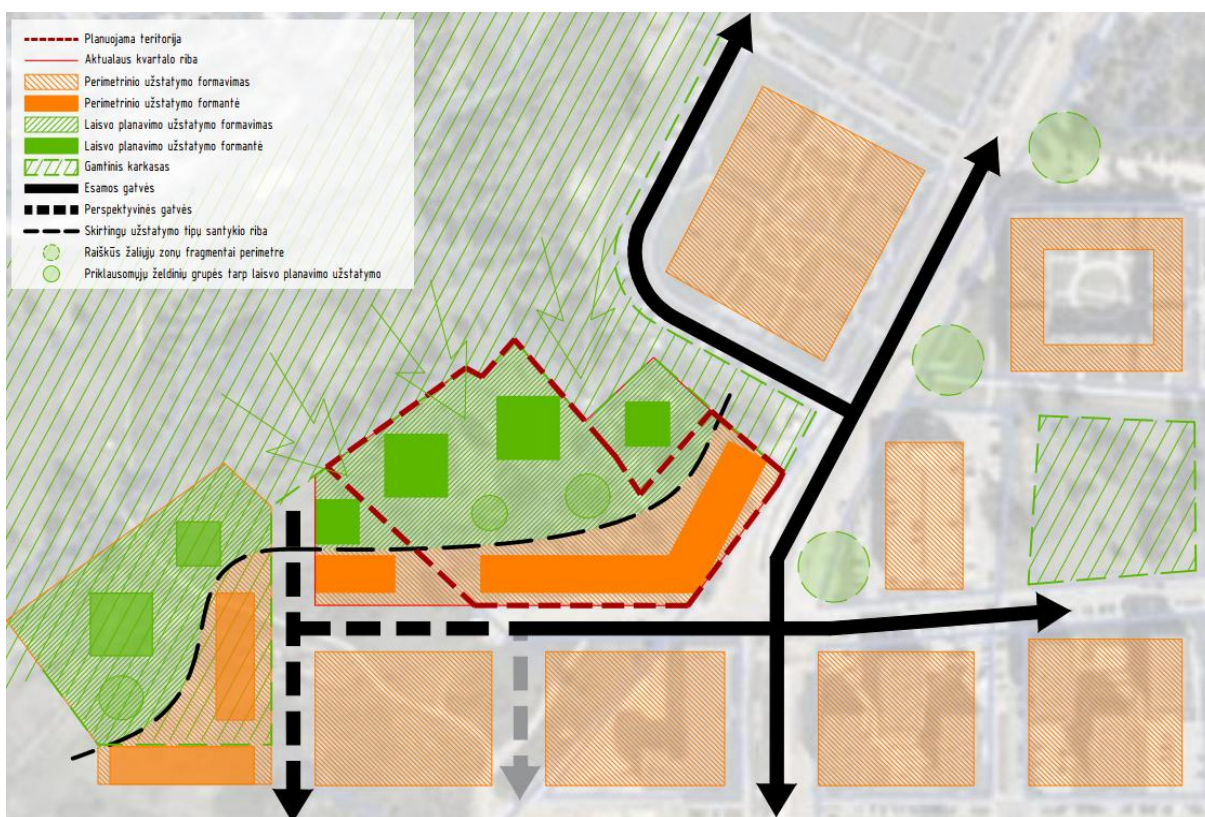 Planuojama teritorija
Aktualaus kvartalo riba
Perimetrinio užstatymo formavimas
Perimetrinio užstatymo formantė
Laisvo planavimo užstatymo formavimas
Laisvo planavimo užstatymo formantė
Gamtinis karkasas
Esamos gatvės
Perspektyvinės gatvės
Skirtingų užstatymo tipų santykio riba
Raiškūs žaliųjų zonų fragmentai perimetre
Priklausomųjų želdinių grupės tarp laisvo planavimo užstatymo